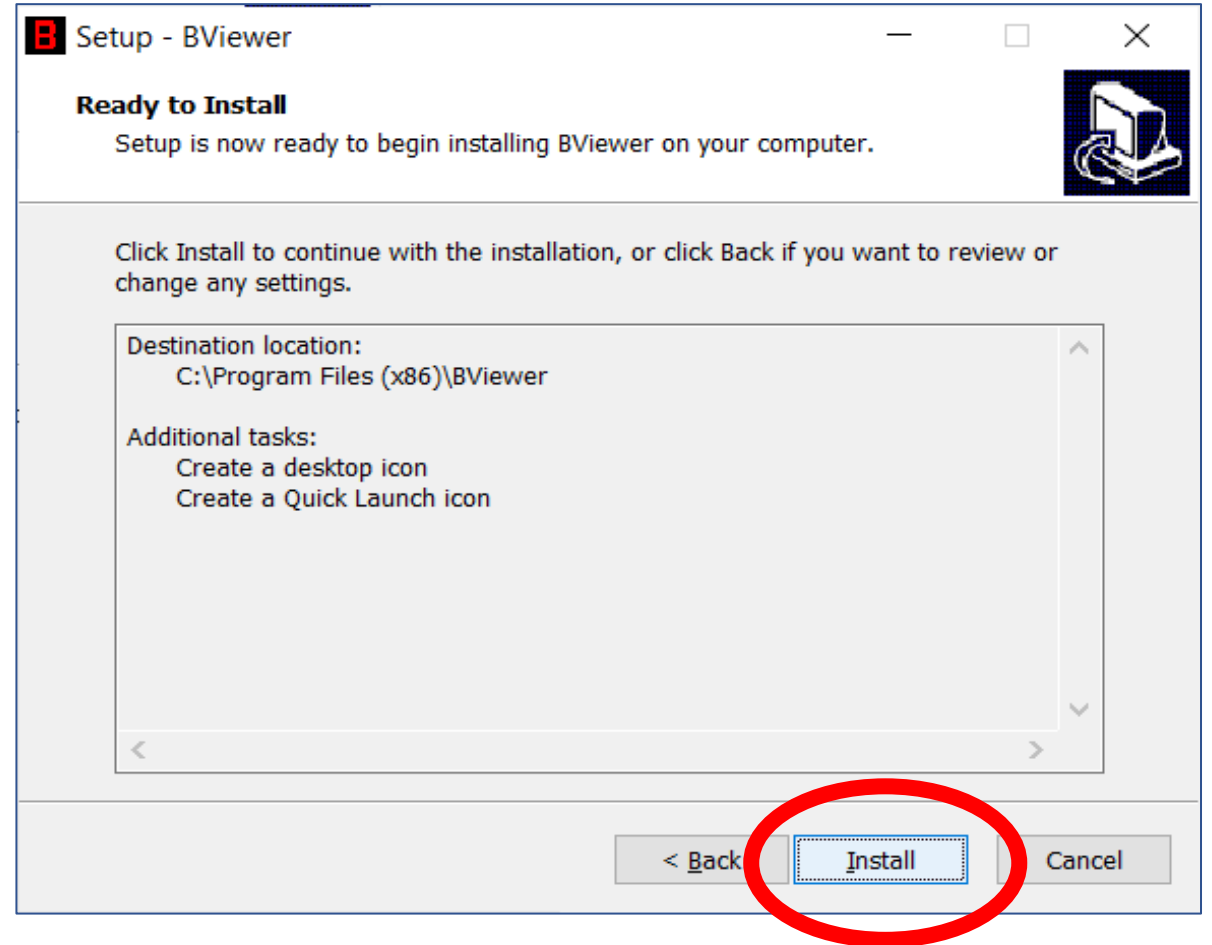 B Setup - BViewer
Ready to Install
Setup is now ready to begin installing BViewer on your computer.
Click Install to continue with the installation, or click Back if you want to review or
change any settings.
Destination location:
C:\Program Files (x86)\BViewer
Additional tasks:
Create a desktop icon
Create a Quick Launch icon
< Back Install Cancel